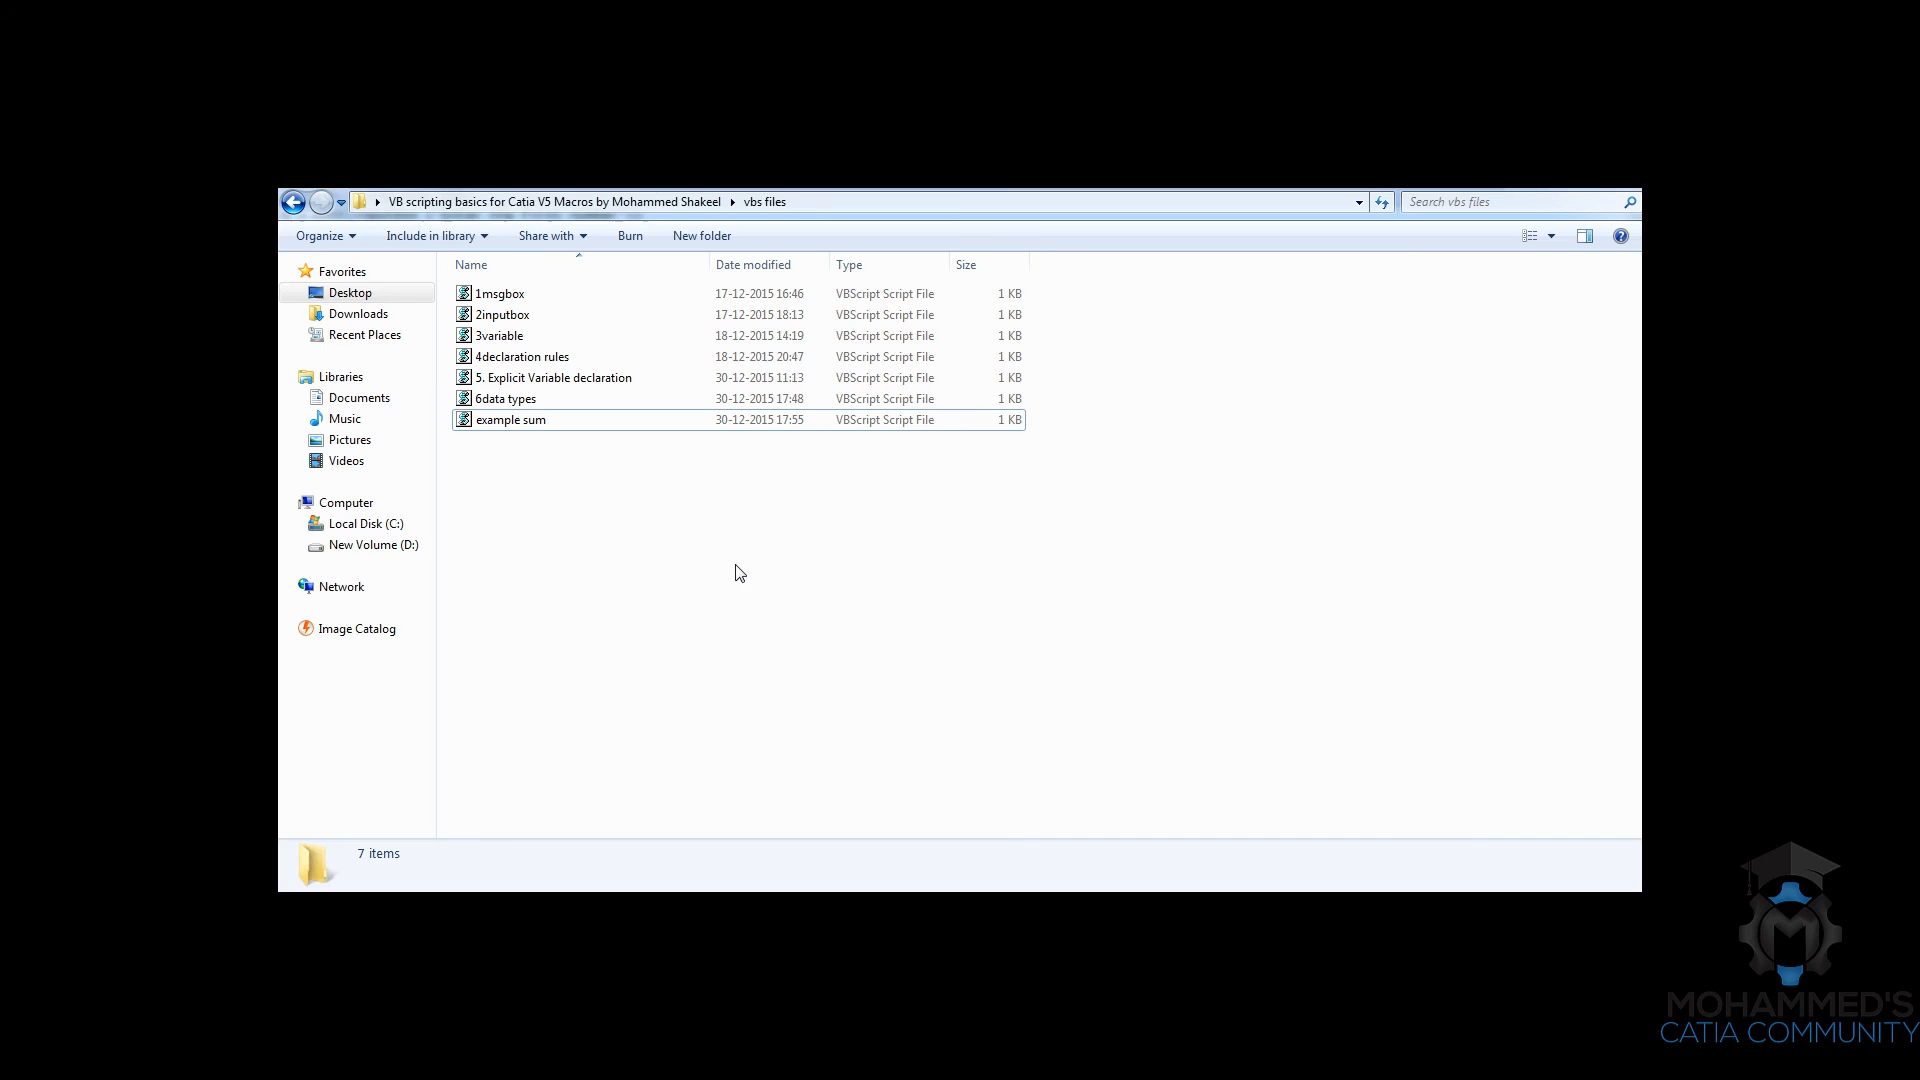 VB scripting basics for Catia V5 Macros by Mohammed Shakeel vbs files Search vbs files
Organize Include in library Share with Burn New folder
Name Date modified Type Size
Favorites
Desktop
Downloads
Recent Places
Libraries
Documents
Music
Pictures
Videos
Computer
Local Disk (C:)
New Volume (D:)
Network
Image Catalog
1msgbox 17-12-2015 16:46 VBScript Script File 1 KB
2inputbox 17-12-2015 18:13 VBScript Script File 1 KB
3variable 18-12-2015 14:19 VBScript Script File 1 KB
4declaration rules 18-12-2015 20:47 VBScript Script File 1 KB
5. Explicit Variable declaration 30-12-2015 11:13 VBScript Script File 1 KB
6data types 30-12-2015 17:48 VBScript Script File 1 KB
example sum 30-12-2015 17:55 VBScript Script File 1 KB
7 items
MOHAMMED'S
CATIA COMMUNITY